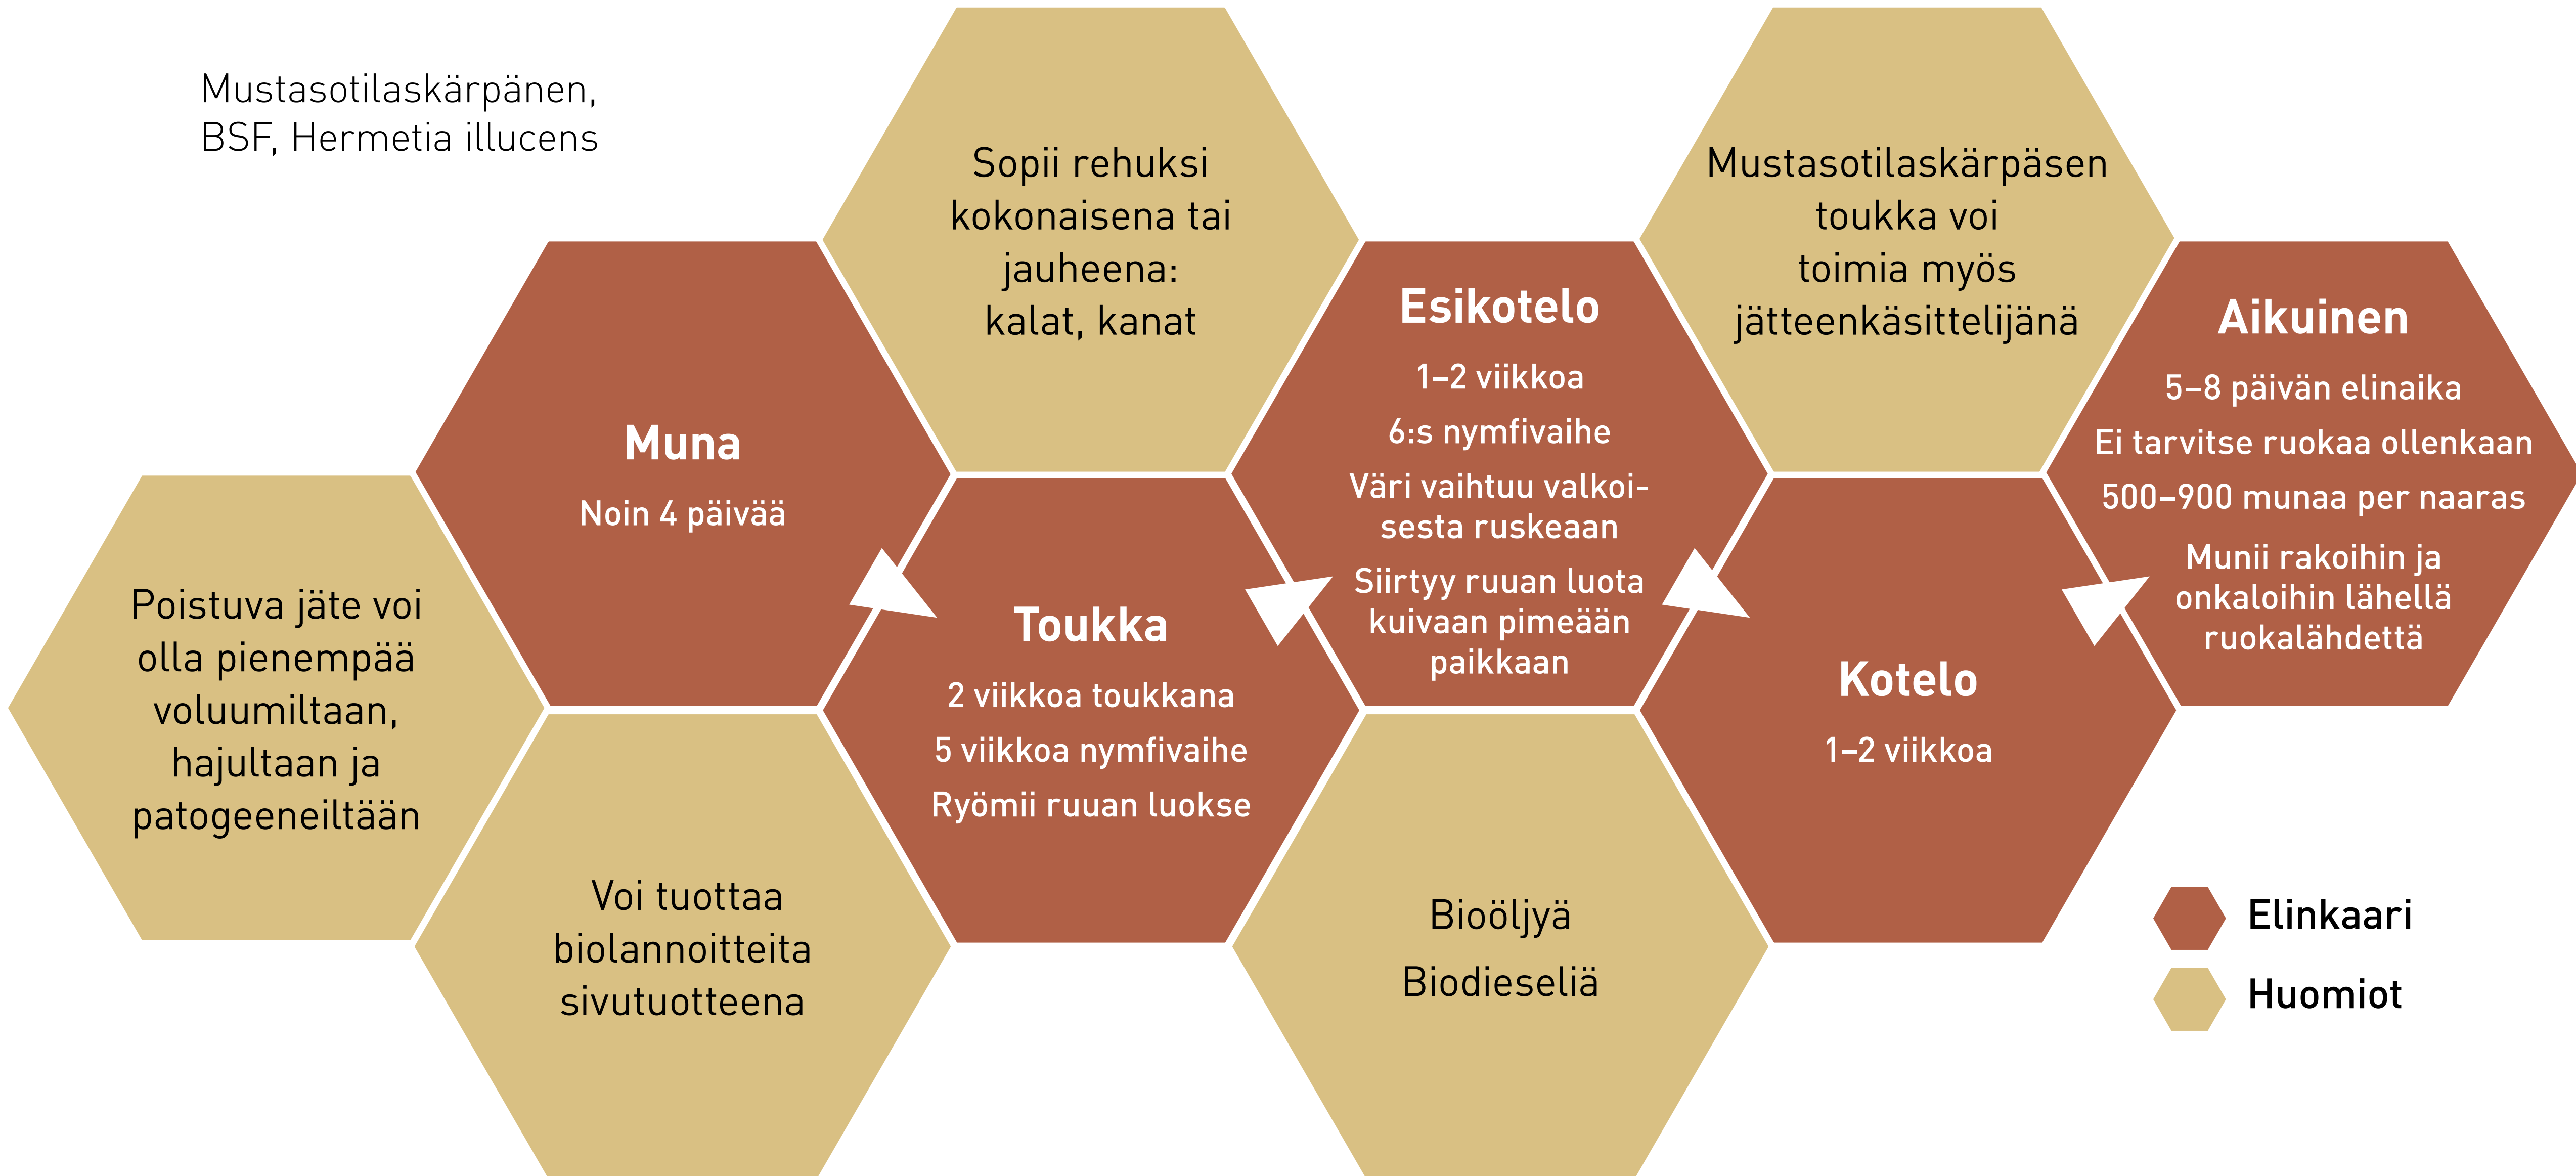 Mustasotilaskärpänen,
BSF, Hermetia illucens
Poistuva jäte voi
olla pienempää
voluumiltaan,
hajultaan ja
patogeeneiltään
Muna
Noin 4 päivää
Voi tuottaa
biolannoitteita
sivutuotteena
Sopii rehuksi
kokonaisena tai
jauheena:
kalat, kanat
Toukka
2 viikkoa toukkana
5 viikkoa nymfivaihe
Ryömii ruuan luokse
Esikotelo
1–2 viikkoa
6:s nymfivaihe
Väri vaihtuu valkoi-
sesta ruskeaan
Siirtyy ruuan luota
kuivaan pimeään
paikkaan
Bioöljyä
Biodieseliä
Mustasotilaskärpäsen
toukka voi
toimia myös
jätteenkäsittelijänä
Kotelo
1–2 viikkoa
Aikuinen
5–8 päivän elinaika
Ei tarvitse ruokaa ollenkaan
500–900 munaa per naaras
Munii rakoihin ja
onkaloihin lähellä
ruokalähdettä
Elinkaari
Huomiot